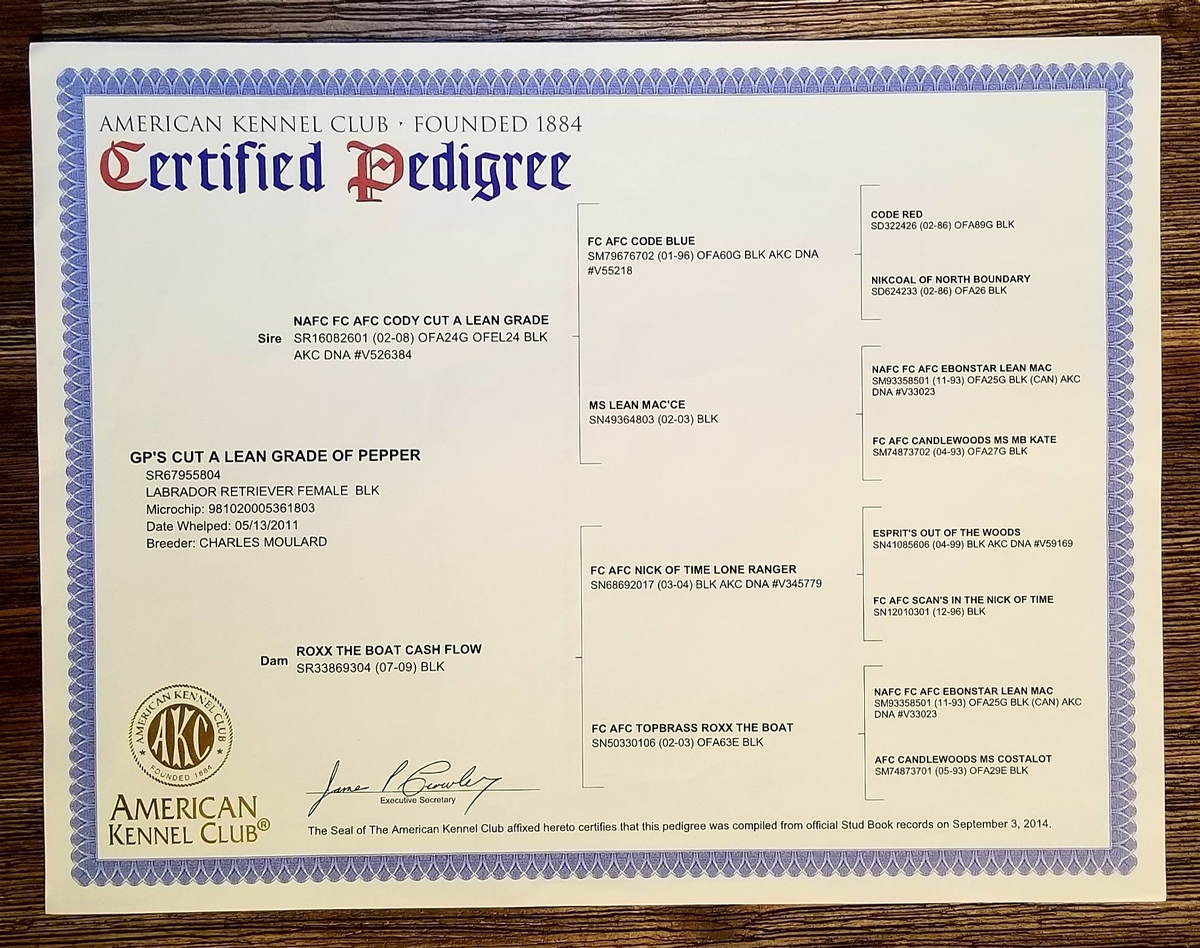 AMERICAN KENNEL CLUB · FOUNDED 1884
Certified Pedigree
CODE RED
SD322426 (02-86) OFA89G BLK
FC AFC CODE BLUE
SM79676702 (01-96) OFA60G BLK AKC DNA
#V55218
NIKCOAL OF NORTH BOUNDARY
SD624233 (02-86) OFA26 BLK
NAFC FC AFC CODY CUT A LEAN GRADE
Sire SR16082601 (02-08) OFA24G OFEL24 BLK
AKC DNA #V526384
NAFC FC AFC EBONSTAR LEAN MAC
SM93358501 (11-93) OFA25G BLK (CAN) AKC
DNA #V33023
MS LEAN MAC'CE
SN49364803 (02-03) BLK
FC AFC CANDLEWOODS MS MB KATE
SM74873702 (04-93) OFA27G BLK
GP'S CUT A LEAN GRADE OF PEPPER
SR67955804
LABRADOR RETRIEVER FEMALE BLK
Microchip: 981020005361803
Date Whelped: 05/13/2011
Breeder: CHARLES MOULARD
ESPRIT'S OUT OF THE WOODS
SN41085606 (04-99) BLK AKC DNA #V59169
FC AFC NICK OF TIME LONE RANGER
SN68692017 (03-04) BLK AKC DNA #V345779
FC AFC SCAN'S IN THE NICK OF TIME
SN12010301 (12-96) BLK
ROXX THE BOAT CASH FLOW
Dam SR33869304 (07-09) BLK
NAFC FC AFC EBONSTAR LEAN MAC
SM93358501 (11-93) OFA25G BLK (CAN) AKC
DNA #V33023
FC AFC TOPBRASS ROXX THE BOAT
SN50330106 (02-03) OFA63E BLK
AFC CANDLEWOODS MS COSTALOT
SM74873701 (05-93) OFA29E BLK
AMERICAN KENNEL CLUB
AKC
FOUNDED 1884
AMERICAN
KENNEL CLUB®
James P Crowley
Executive Secretary
The Seal of The American Kennel Club affixed hereto certifies that this pedigree was compiled from official Stud Book records on September 3, 2014.